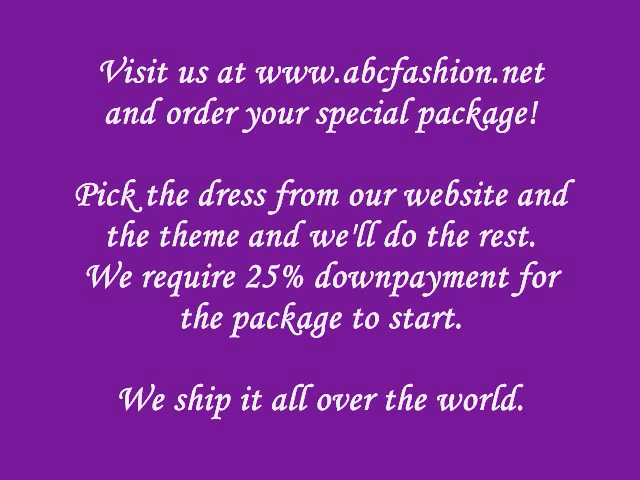 Visit us at www.abcfashion.net
and order your special package!
Pick the dress from our website and
the theme and we'll do the rest.
We require 25% downpayment for
the package to start.
We ship it all over the world.